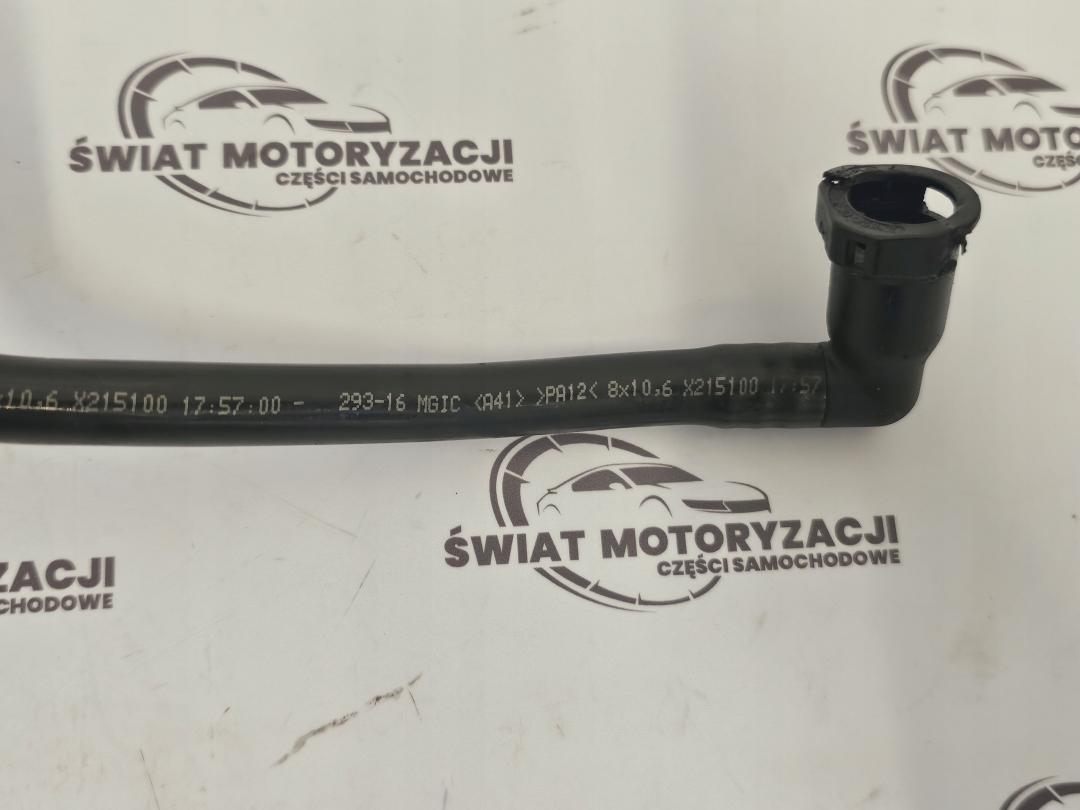 ŚWIAT MOTORYZACJI
CZĘŚCI SAMOCHODOWE
ŚWIAT
CZĘŚ
x10,6 X215100 17:57:00 - 293-16 MGIC <A41> >PA12< 8x10,6 X215100 17:57
ŚWIAT MOTORYZACJI
CZĘŚCI SAMOCHODOWE
ZACJI
CHODOWE